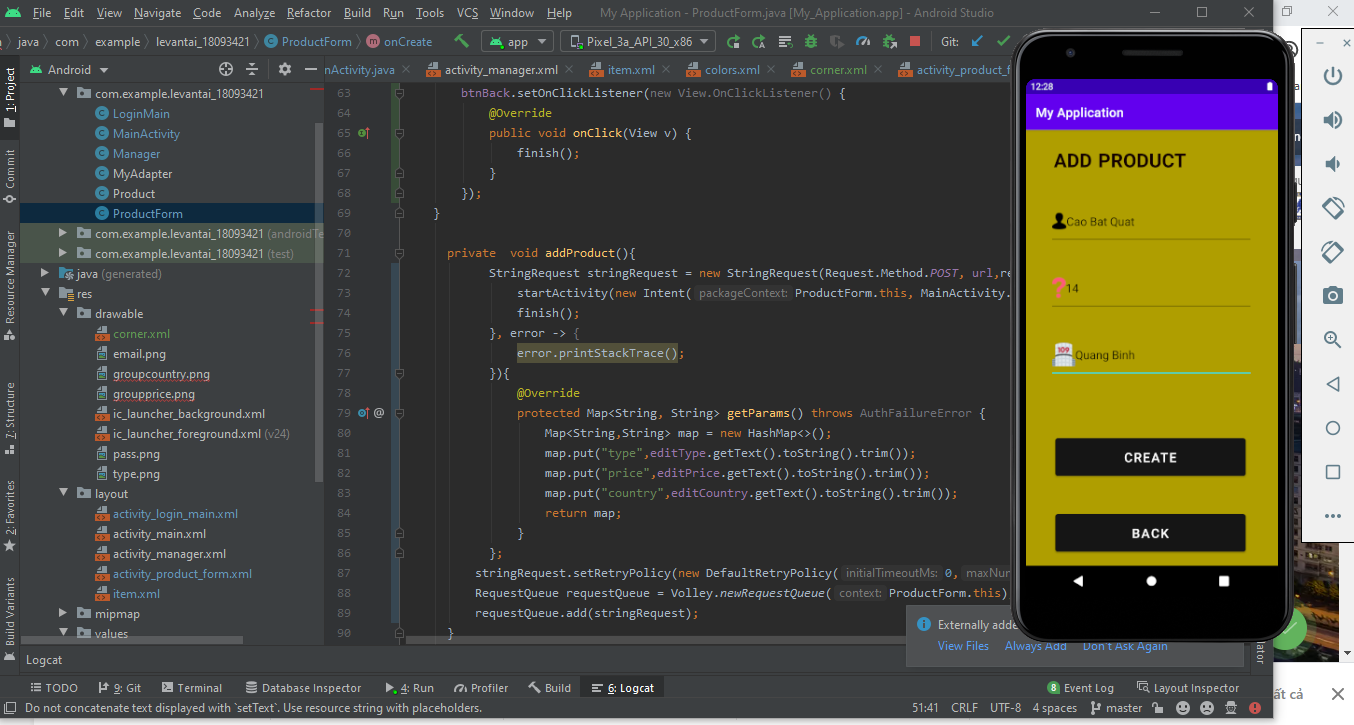 File Edit View Navigate Code Analyze Refactor Build Run Tools VCS Window Help My Application - ProductForm.java [My_Application.app] - Android Studio
java com example levantai_18093421 ProductForm onCreate app Pixel_3a_API_30_x86 Git:
Android
nActivity.java activity_manager.xml item.xml colors.xml corner.xml activity_product_f
1: Project
Commit
Resource Manager
7: Structure
2: Favorites
Build Variants
com.example.levantai_18093421
LoginMain
MainActivity
Manager
MyAdapter
Product
ProductForm
com.example.levantai_18093421 (androidTe
com.example.levantai_18093421 (test)
java (generated)
res
drawable
corner.xml
email.png
groupcountry.png
groupprice.png
ic_launcher_background.xml
ic_launcher_foreground.xml (v24)
pass.png
type.png
layout
activity_login_main.xml
activity_main.xml
activity_manager.xml
activity_product_form.xml
item.xml
mipmap
values
63 btnBack.setOnClickListener(new View.OnClickListener() {
64 @Override
65 @ public void onClick(View v) {
66 finish();
67 }
68 });
69 }
70
71 private void addProduct(){
72 StringRequest stringRequest = new StringRequest(Request.Method.POST, url,re
73 startActivity(new Intent( packageContext: ProductForm.this, MainActivity.
74 finish();
75 }, error -> {
76 error.printStackTrace();
77 }){
78 @Override
79 @ protected Map<String, String> getParams() throws AuthFailureError {
80 Map<String,String> map = new HashMap<>();
81 map.put("type",editType.getText().toString().trim());
82 map.put("price",editPrice.getText().toString().trim());
83 map.put("country",editCountry.getText().toString().trim());
84 return map;
85 }
86 };
87 stringRequest.setRetryPolicy(new DefaultRetryPolicy( initialTimeoutMs: 0, maxNur
88 RequestQueue requestQueue = Volley.newRequestQueue( context: ProductForm.this)
89 requestQueue.add(stringRequest);
90 }
12:28
My Application
ADD PRODUCT
Cao Bat Quat
14
109
Quang Binh
CREATE
BACK
Externally adde
View Files Always Add Don't Ask Again
lator
Logcat
TODO 9: Git Terminal Database Inspector 4: Run Profiler Build 6: Logcat 8 Event Log Layout Inspector
Do not concatenate text displayed with `setText`. Use resource string with placeholders. 51:41 CRLF UTF-8 4 spaces master
ất cả